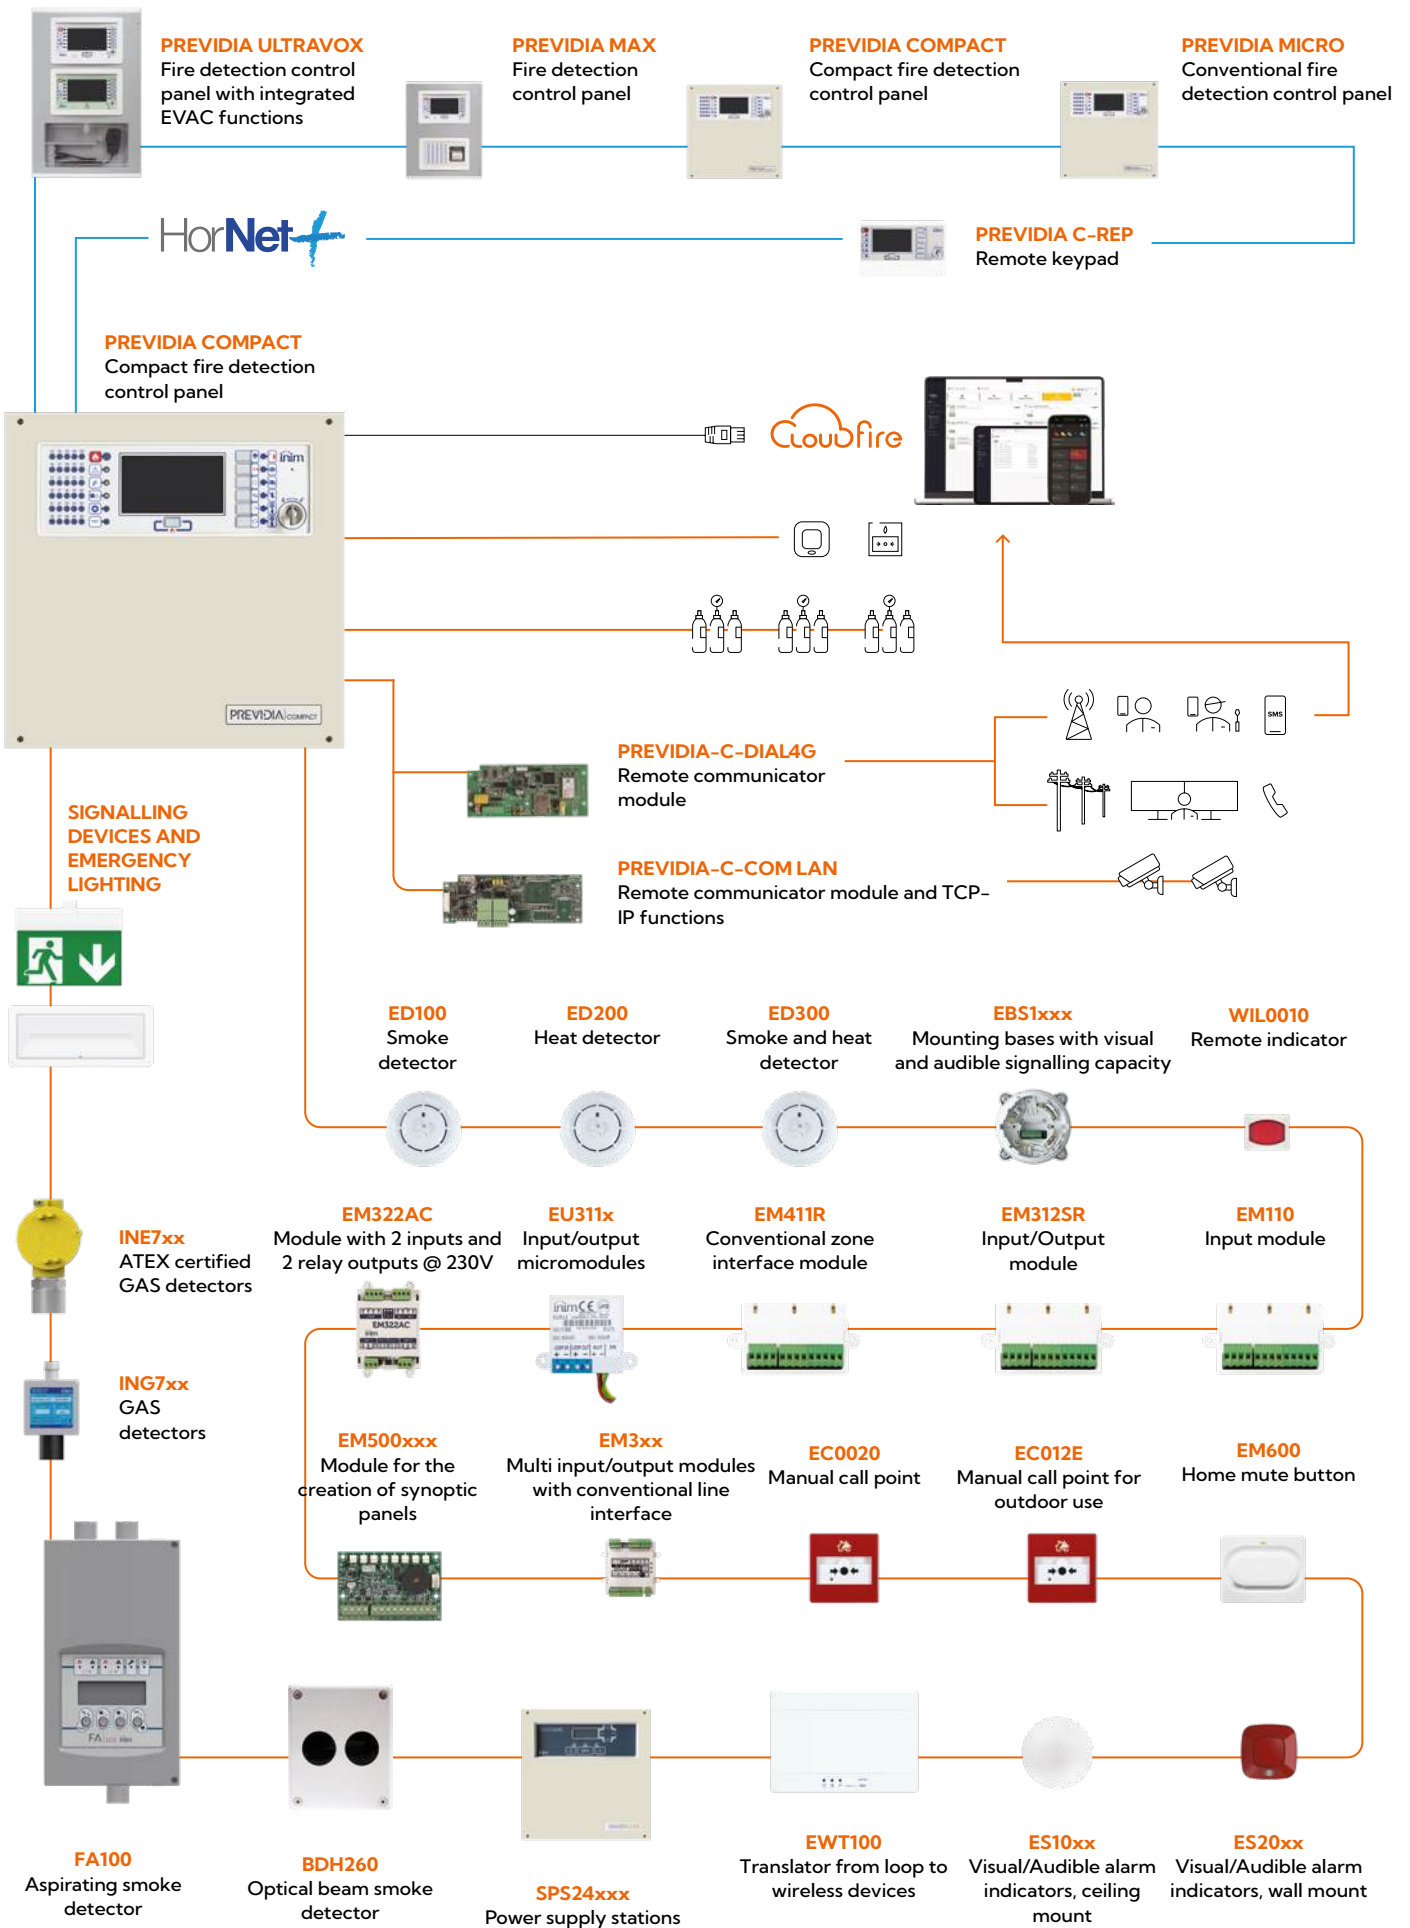 PREVIDIA ULTRAVOX
Fire detection control
panel with integrated
EVAC functions
PREVIDIA MAX
Fire detection
control panel
PREVIDIA COMPACT
Compact fire detection
control panel
PREVIDIA MICRO
Conventional fire
detection control panel
HorNet+
PREVIDIA C-REP
Remote keypad
PREVIDIA COMPACT
Compact fire detection
control panel
inim
CLOUDFIRE
PREVIDIA COMPACT
SMS
PREVIDIA-C-DIAL4G
Remote communicator
module
PREVIDIA-C-COM LAN
Remote communicator module and TCP-
IP functions
SIGNALLING
DEVICES AND
EMERGENCY
LIGHTING
ED100
Smoke
detector
ED200
Heat detector
ED300
Smoke and heat
detector
EBS1xxx
Mounting bases with visual
and audible signalling capacity
WIL0010
Remote indicator
INE7xx
ATEX certified
GAS detectors
EM322AC
Module with 2 inputs and
2 relay outputs @ 230V
EU311x
Input/output
micromodules
EM411R
Conventional zone
interface module
EM312SR
Input/Output
module
EM110
Input module
EM322AC
inim CE
ING7xx
GAS
detectors
EM500xxx
Module for the
creation of synoptic
panels
EM3xx
Multi input/output modules
with conventional line
interface
EC0020
Manual call point
EC012E
Manual call point for
outdoor use
EM600
Home mute button
FA100
Aspirating smoke
detector
BDH260
Optical beam smoke
detector
SPS24xxx
Power supply stations
EWT100
Translator from loop to
wireless devices
ES10xx
Visual/Audible alarm
indicators, ceiling
mount
ES20xx
Visual/Audible alarm
indicators, wall mount